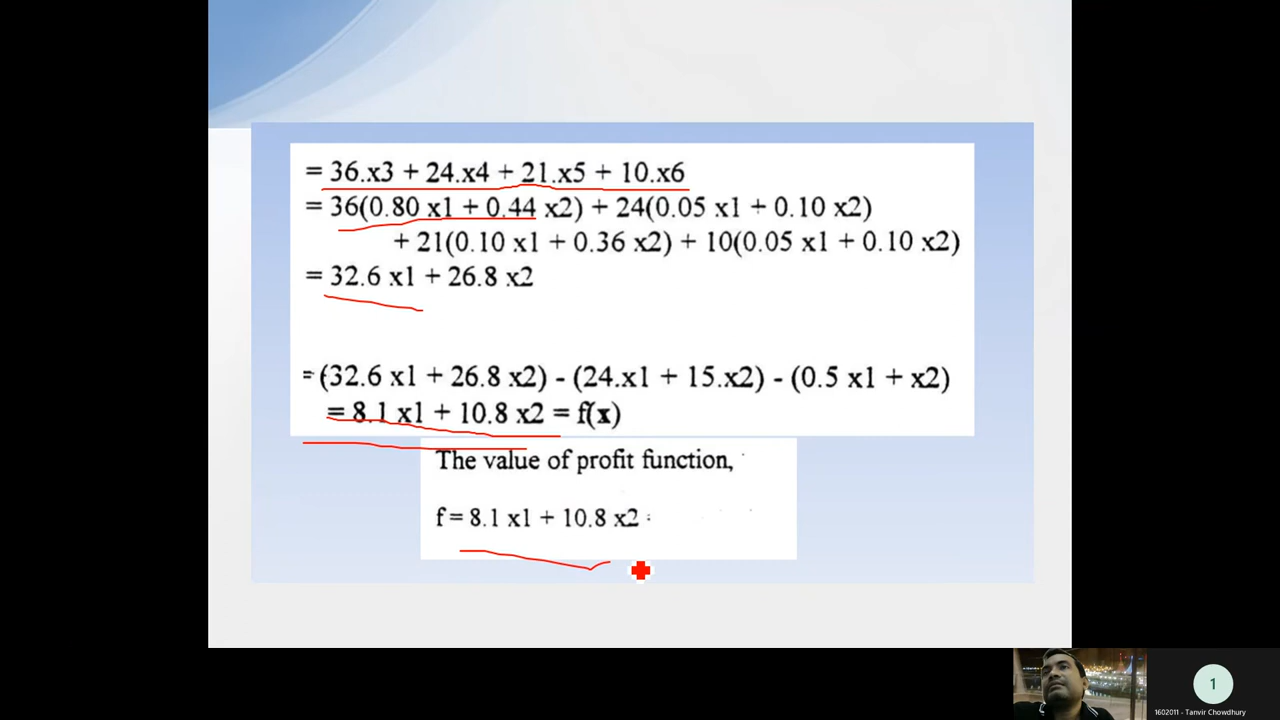 = 36.x3 + 24.x4 + 21.x5 + 10.x6
= 36(0.80 x1 + 0.44 x2) + 24(0.05 x1 + 0.10 x2)
+ 21(0.10 x1 + 0.36 x2) + 10(0.05 x1 + 0.10 x2)
= 32.6 x1 + 26.8 x2
= (32.6 x1 + 26.8 x2) - (24.x1 + 15.x2) - (0.5 x1 + x2)
= 8.1 x1 + 10.8 x2 = f(x)
The value of profit function,
f = 8.1 x1 + 10.8 x2
1
1602011 - Tanvir Chowdhury